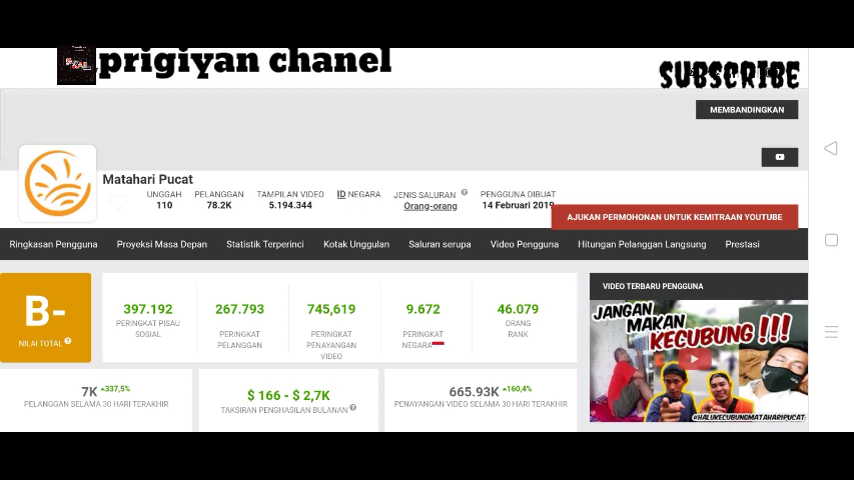 prigiyan chanel
SUBSCRIBE
MEMBANDINGKAN
Matahari Pucat
UNGGAH
110
PELANGGAN
78.2K
TAMPILAN VIDEO
5.194.344
ID NEGARA
JENIS SALURAN ?
Orang-orang
PENGGUNA DIBUAT
14 Februari 2019
AJUKAN PERMOHONAN UNTUK KEMITRAAN YOUTUBE
Ringkasan Pengguna Proyeksi Masa Depan Statistik Terperinci Kotak Unggulan Saluran serupa Video Pengguna Hitungan Pelanggan Langsung Prestasi
B-
NILAI TOTAL ?
397.192
PERINGKAT PISAU
SOSIAL
267.793
PERINGKAT
PELANGGAN
745,619
PERINGKAT
PENAYANGAN
VIDEO
9.672
PERINGKAT
NEGARA
46.079
ORANG
RANK
VIDEO TERBARU PENGGUNA
JANGAN
MAKAN
KECUBUNG !!!
#HALUKECUBUNGMATAHARIPUCAT
7K +337,5%
PELANGGAN SELAMA 30 HARI TERAKHIR
$ 166 - $ 2,7K
TAKSIRAN PENGHASILAN BULANAN ?
665.93K +160,4%
PENAYANGAN VIDEO SELAMA 30 HARI TERAKHIR